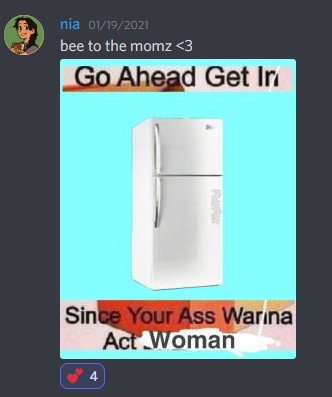 nia 01/19/2021
bee to the momz <3
Go Ahead Get In
Since Your Ass Wanna
Act Woman
4